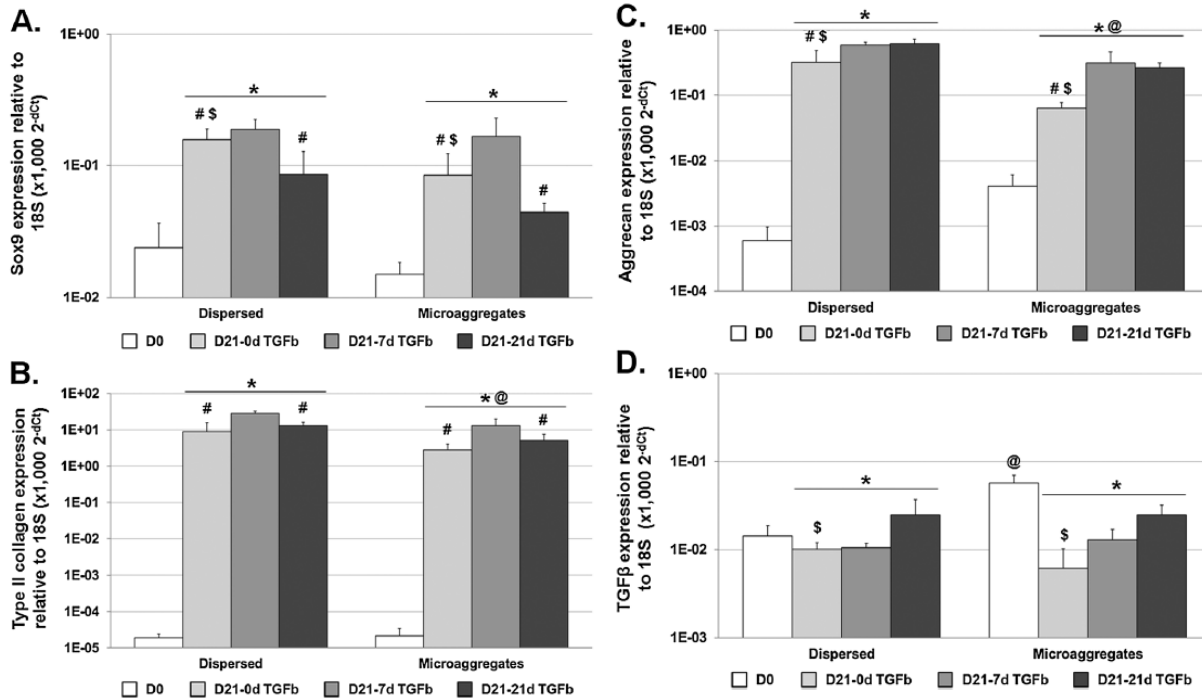 A.
Sox9 expression relative to
18S (x1,000 2-dCt)
1E+00
1E-01
1E-02
*
# $
#
*
# $
#
Dispersed
Microaggregates
D0
D21-0d TGFb
D21-7d TGFb
D21-21d TGFb
B.
Type II collagen expression
relative to 18S (x1,000 2-dCt)
1E+02
1E+01
1E+00
1E-01
1E-02
1E-03
1E-04
1E-05
*
#
#
* @
#
#
Dispersed
Microaggregates
D0
D21-0d TGFb
D21-7d TGFb
D21-21d TGFb
C.
Aggrecan expression relative
to 18S (x1,000 2-dCt)
1E+00
1E-01
1E-02
1E-03
1E-04
*
# $
* @
# $
Dispersed
Microaggregates
D0
D21-0d TGFb
D21-7d TGFb
D21-21d TGFb
D.
TGFβ expression relative
to 18S (x1,000 2-dCt)
1E+00
1E-01
1E-02
1E-03
*
$
@
*
$
Dispersed
Microaggregates
D0
D21-0d TGFb
D21-7d TGFb
D21-21d TGFb